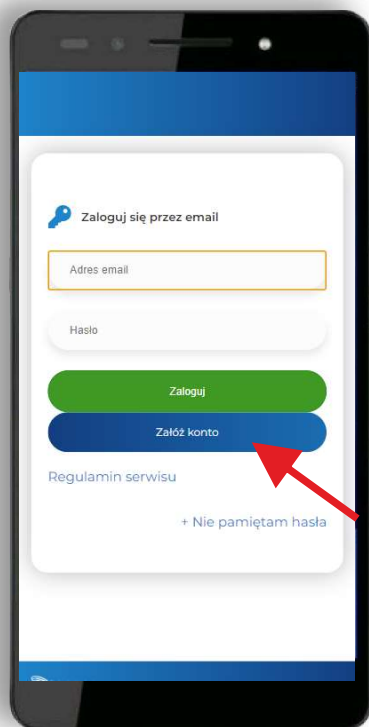 Zaloguj się przez email
Adres email
Hasło
Zaloguj
Załóż konto
Regulamin serwisu
+ Nie pamiętam hasła